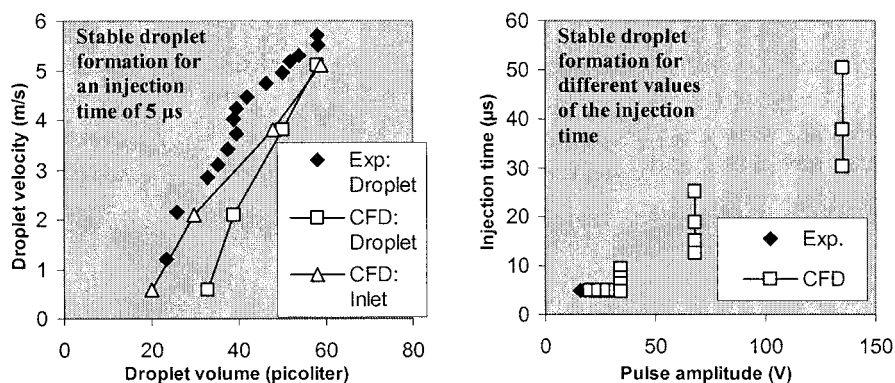 6
5
4
3
2
1
0
Droplet velocity (m/s)
Stable droplet
formation for
an injection
time of 5 µs
Exp:
Droplet
CFD:
Droplet
CFD:
Inlet
0
20
40
60
80
Droplet volume (picoliter)
60
50
40
30
20
10
0
Injection time (µs)
Stable droplet
formation for
different values
of the injection
time
Exp.
CFD
0
50
100
150
Pulse amplitude (V)